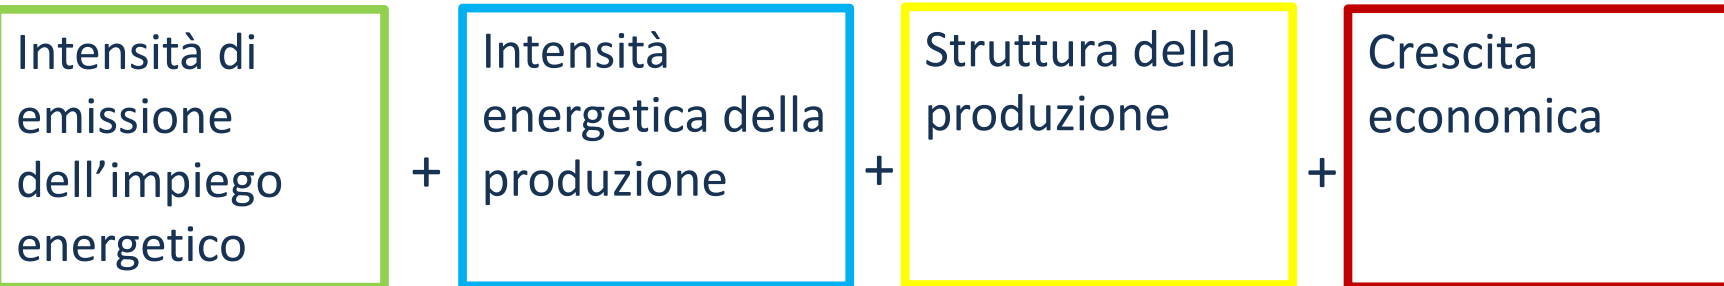 Intensità di
emissione
dell’impiego
energetico
+
Intensità
energetica della
produzione
+
Struttura della
produzione
+
Crescita
economica